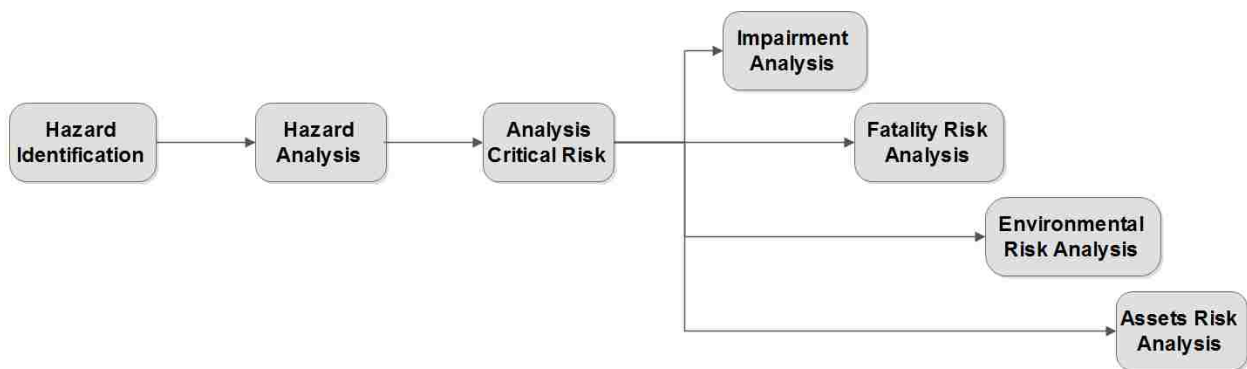 Impairment
Analysis
Hazard
Identification
Hazard
Analysis
Analysis
Critical Risk
Fatality Risk
Analysis
Environmental
Risk Analysis
Assets Risk
Analysis